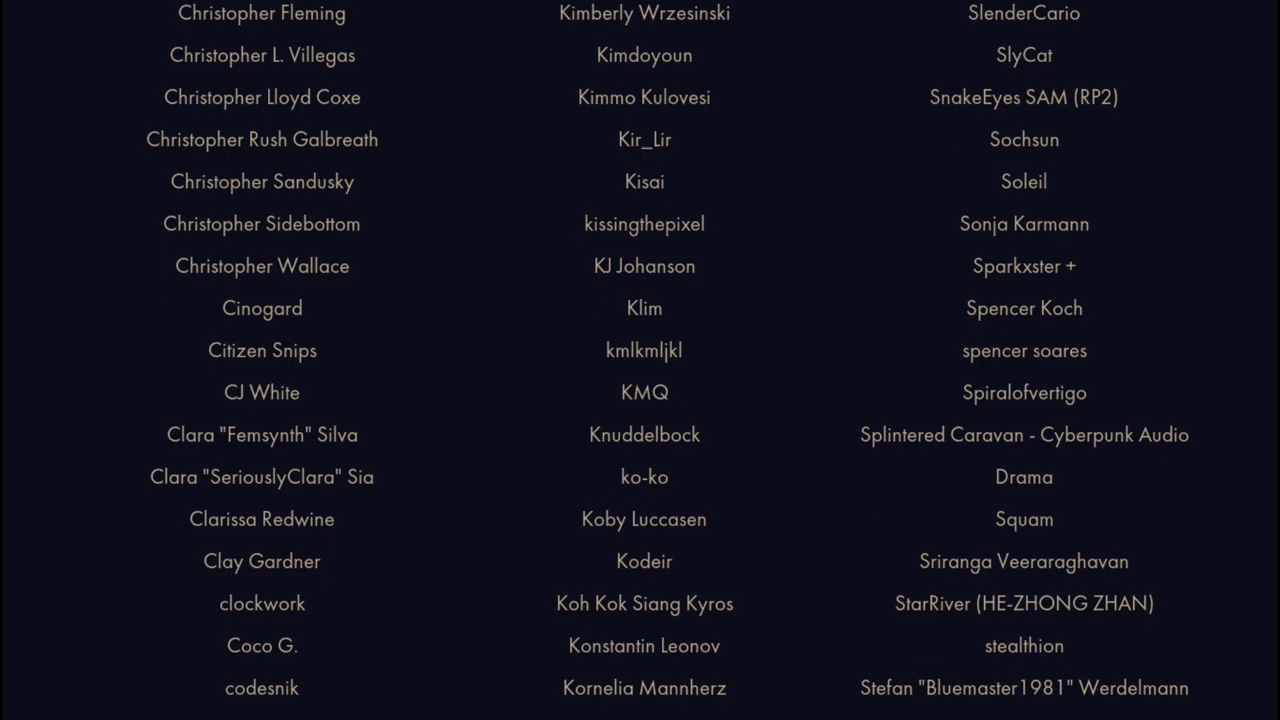 Christopher Fleming
Christopher L. Villegas
Christopher Lloyd Coxe
Christopher Rush Galbreath
Christopher Sandusky
Christopher Sidebottom
Christopher Wallace
Cinogard
Citizen Snips
CJ White
Clara "Femsynth" Silva
Clara "SeriouslyClara" Sia
Clarissa Redwine
Clay Gardner
clockwork
Coco G.
codesnik
Kimberly Wrzesinski
Kimdoyoun
Kimmo Kulovesi
Kir_Lir
Kisai
kissingthepixel
KJ Johanson
Klim
kmlkmljkl
KMQ
Knuddelbock
ko-ko
Koby Luccasen
Kodeir
Koh Kok Siang Kyros
Konstantin Leonov
Kornelia Mannherz
SlenderCario
SlyCat
SnakeEyes SAM (RP2)
Sochsun
Soleil
Sonja Karmann
Sparkxster +
Spencer Koch
spencer soares
Spiralofvertigo
Splintered Caravan - Cyberpunk Audio
Drama
Squam
Sriranga Veeraraghavan
StarRiver (HE-ZHONG ZHAN)
stealthion
Stefan "Bluemaster1981" Werdelmann